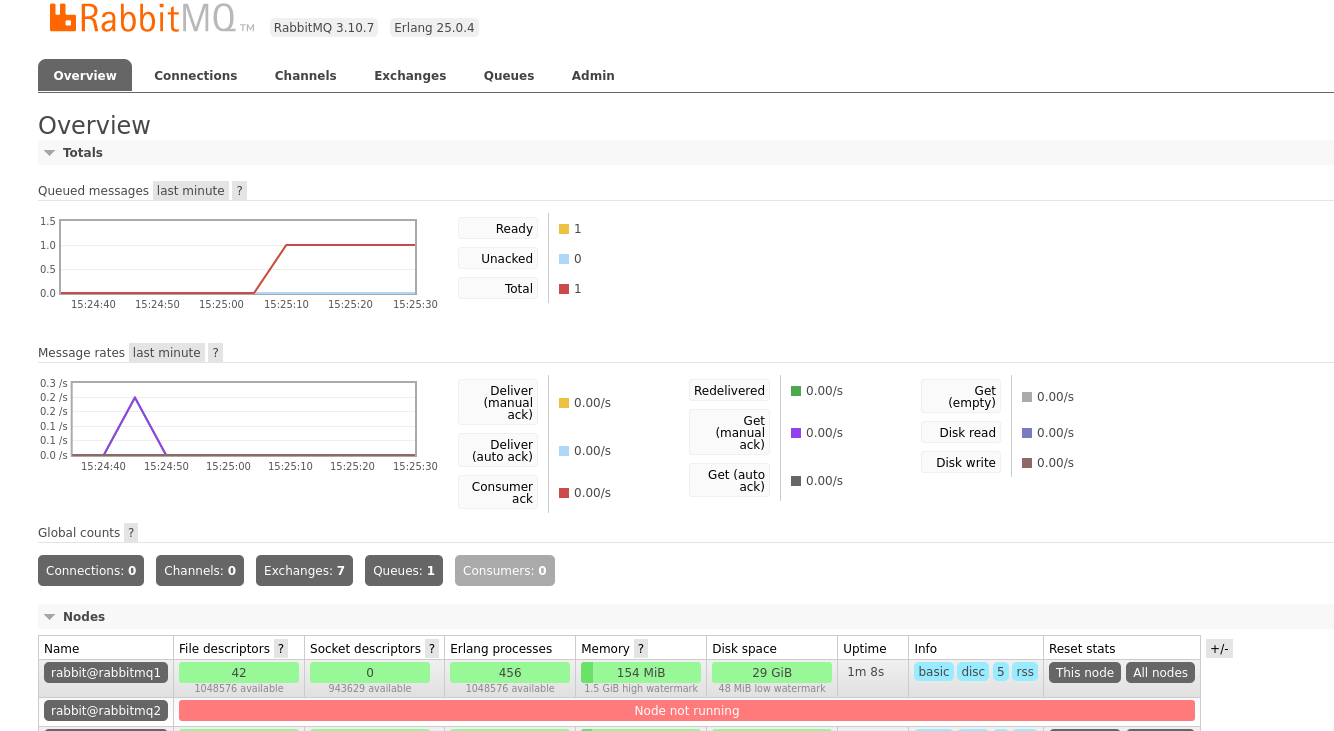 RabbitMQ TM RabbitMQ 3.10.7 Erlang 25.0.4
Overview Connections Channels Exchanges Queues Admin
Overview
Totals
Queued messages last minute ?
1.5
1.0
0.5
0.0
15:24:40 15:24:50 15:25:00 15:25:10 15:25:20 15:25:30
Ready 1
Unacked 0
Total 1
Message rates last minute ?
0.3 /s
0.2 /s
0.2 /s
0.1 /s
0.1 /s
0.0 /s
15:24:40 15:24:50 15:25:00 15:25:10 15:25:20 15:25:30
Deliver
(manual
ack) 0.00/s
Deliver
(auto ack) 0.00/s
Consumer
ack 0.00/s
Redelivered 0.00/s
Get
(manual
ack) 0.00/s
Get (auto
ack) 0.00/s
Get
(empty) 0.00/s
Disk read 0.00/s
Disk write 0.00/s
Global counts ?
Connections: 0 Channels: 0 Exchanges: 7 Queues: 1 Consumers: 0
Nodes
Name File descriptors ? Socket descriptors ? Erlang processes Memory ? Disk space Uptime Info Reset stats +/-
rabbit@rabbitmq1 42 0 456 154 MiB 29 GiB 1m 8s basic disc 5 rss This node All nodes
1048576 available 943629 available 1048576 available 1.5 GiB high watermark 48 MiB low watermark
rabbit@rabbitmq2 Node not running